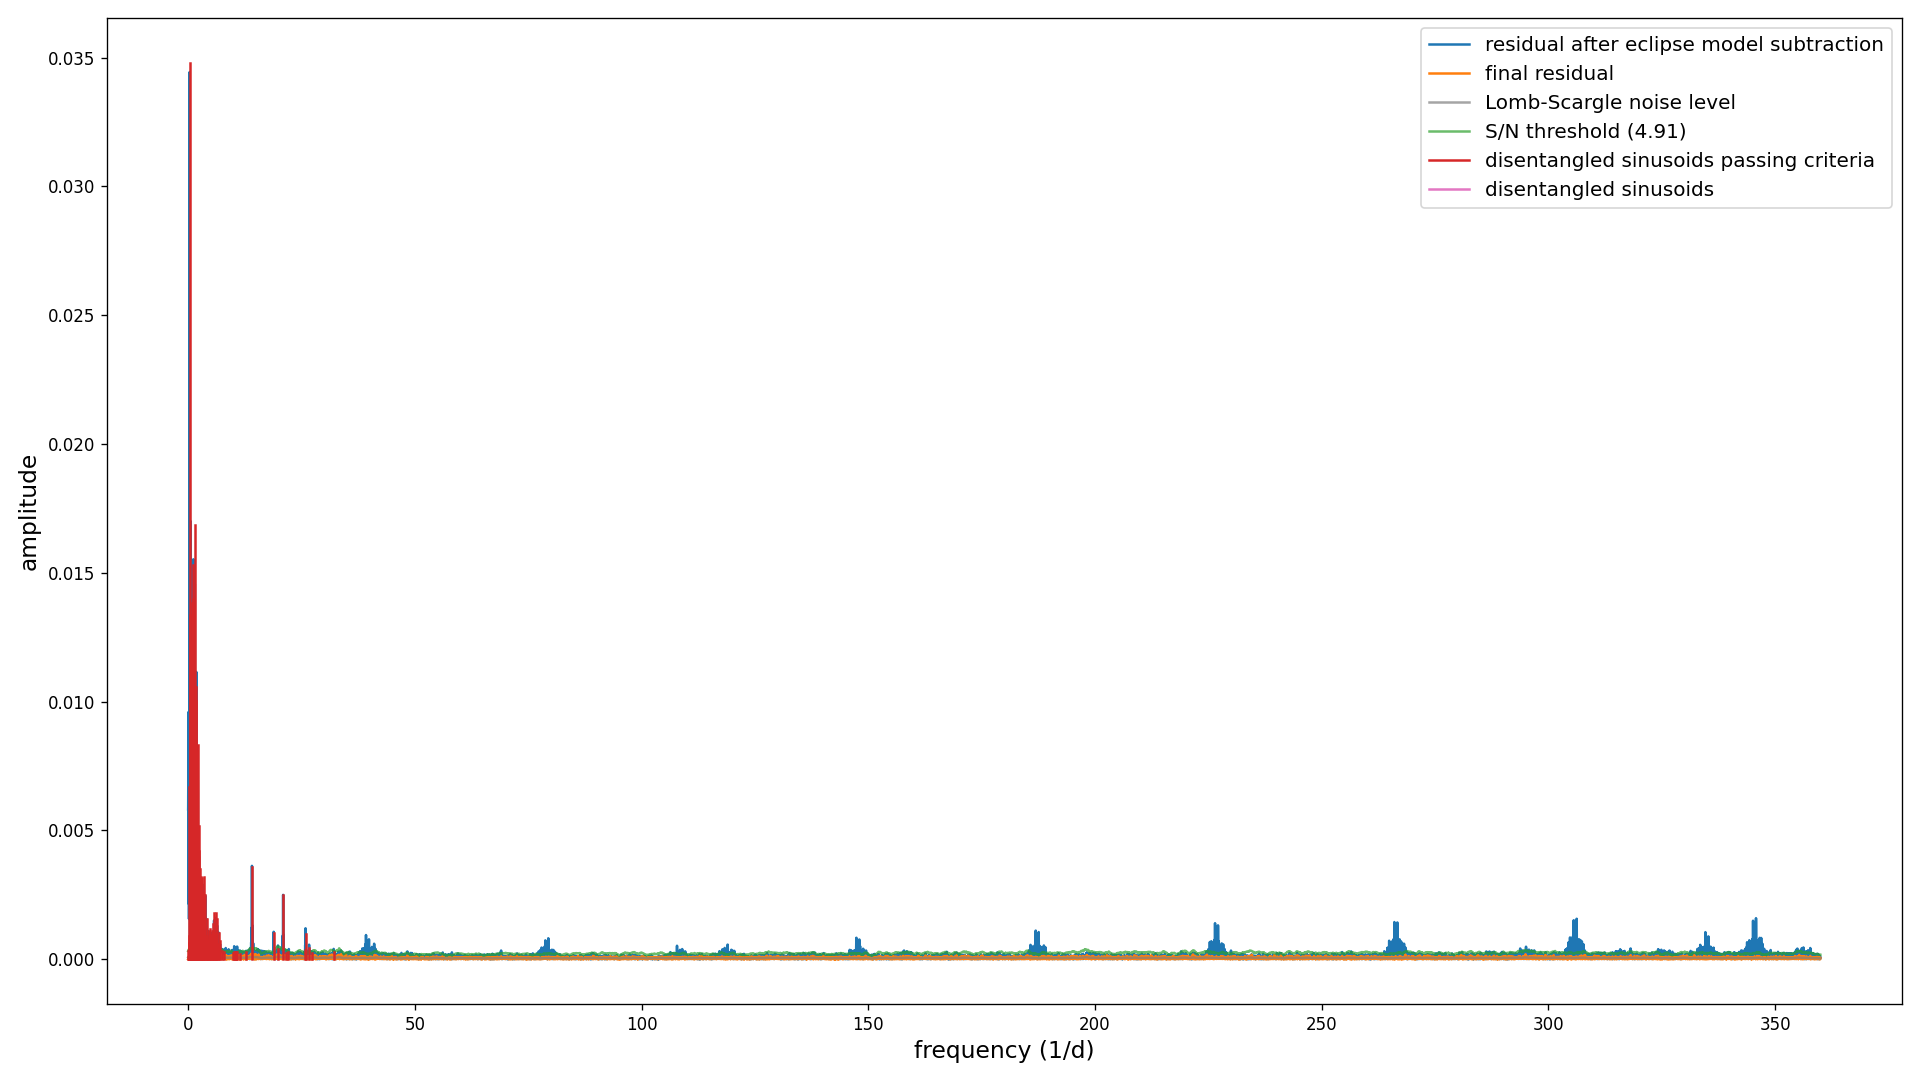 residual after eclipse model subtraction
final residual
Lomb-Scargle noise level
S/N threshold (4.91)
disentangled sinusoids passing criteria
disentangled sinusoids
0.035
0.030
0.025
0.020
0.015
0.010
0.005
0.000
amplitude
0 50 100 150 200 250 300 350
frequency (1/d)